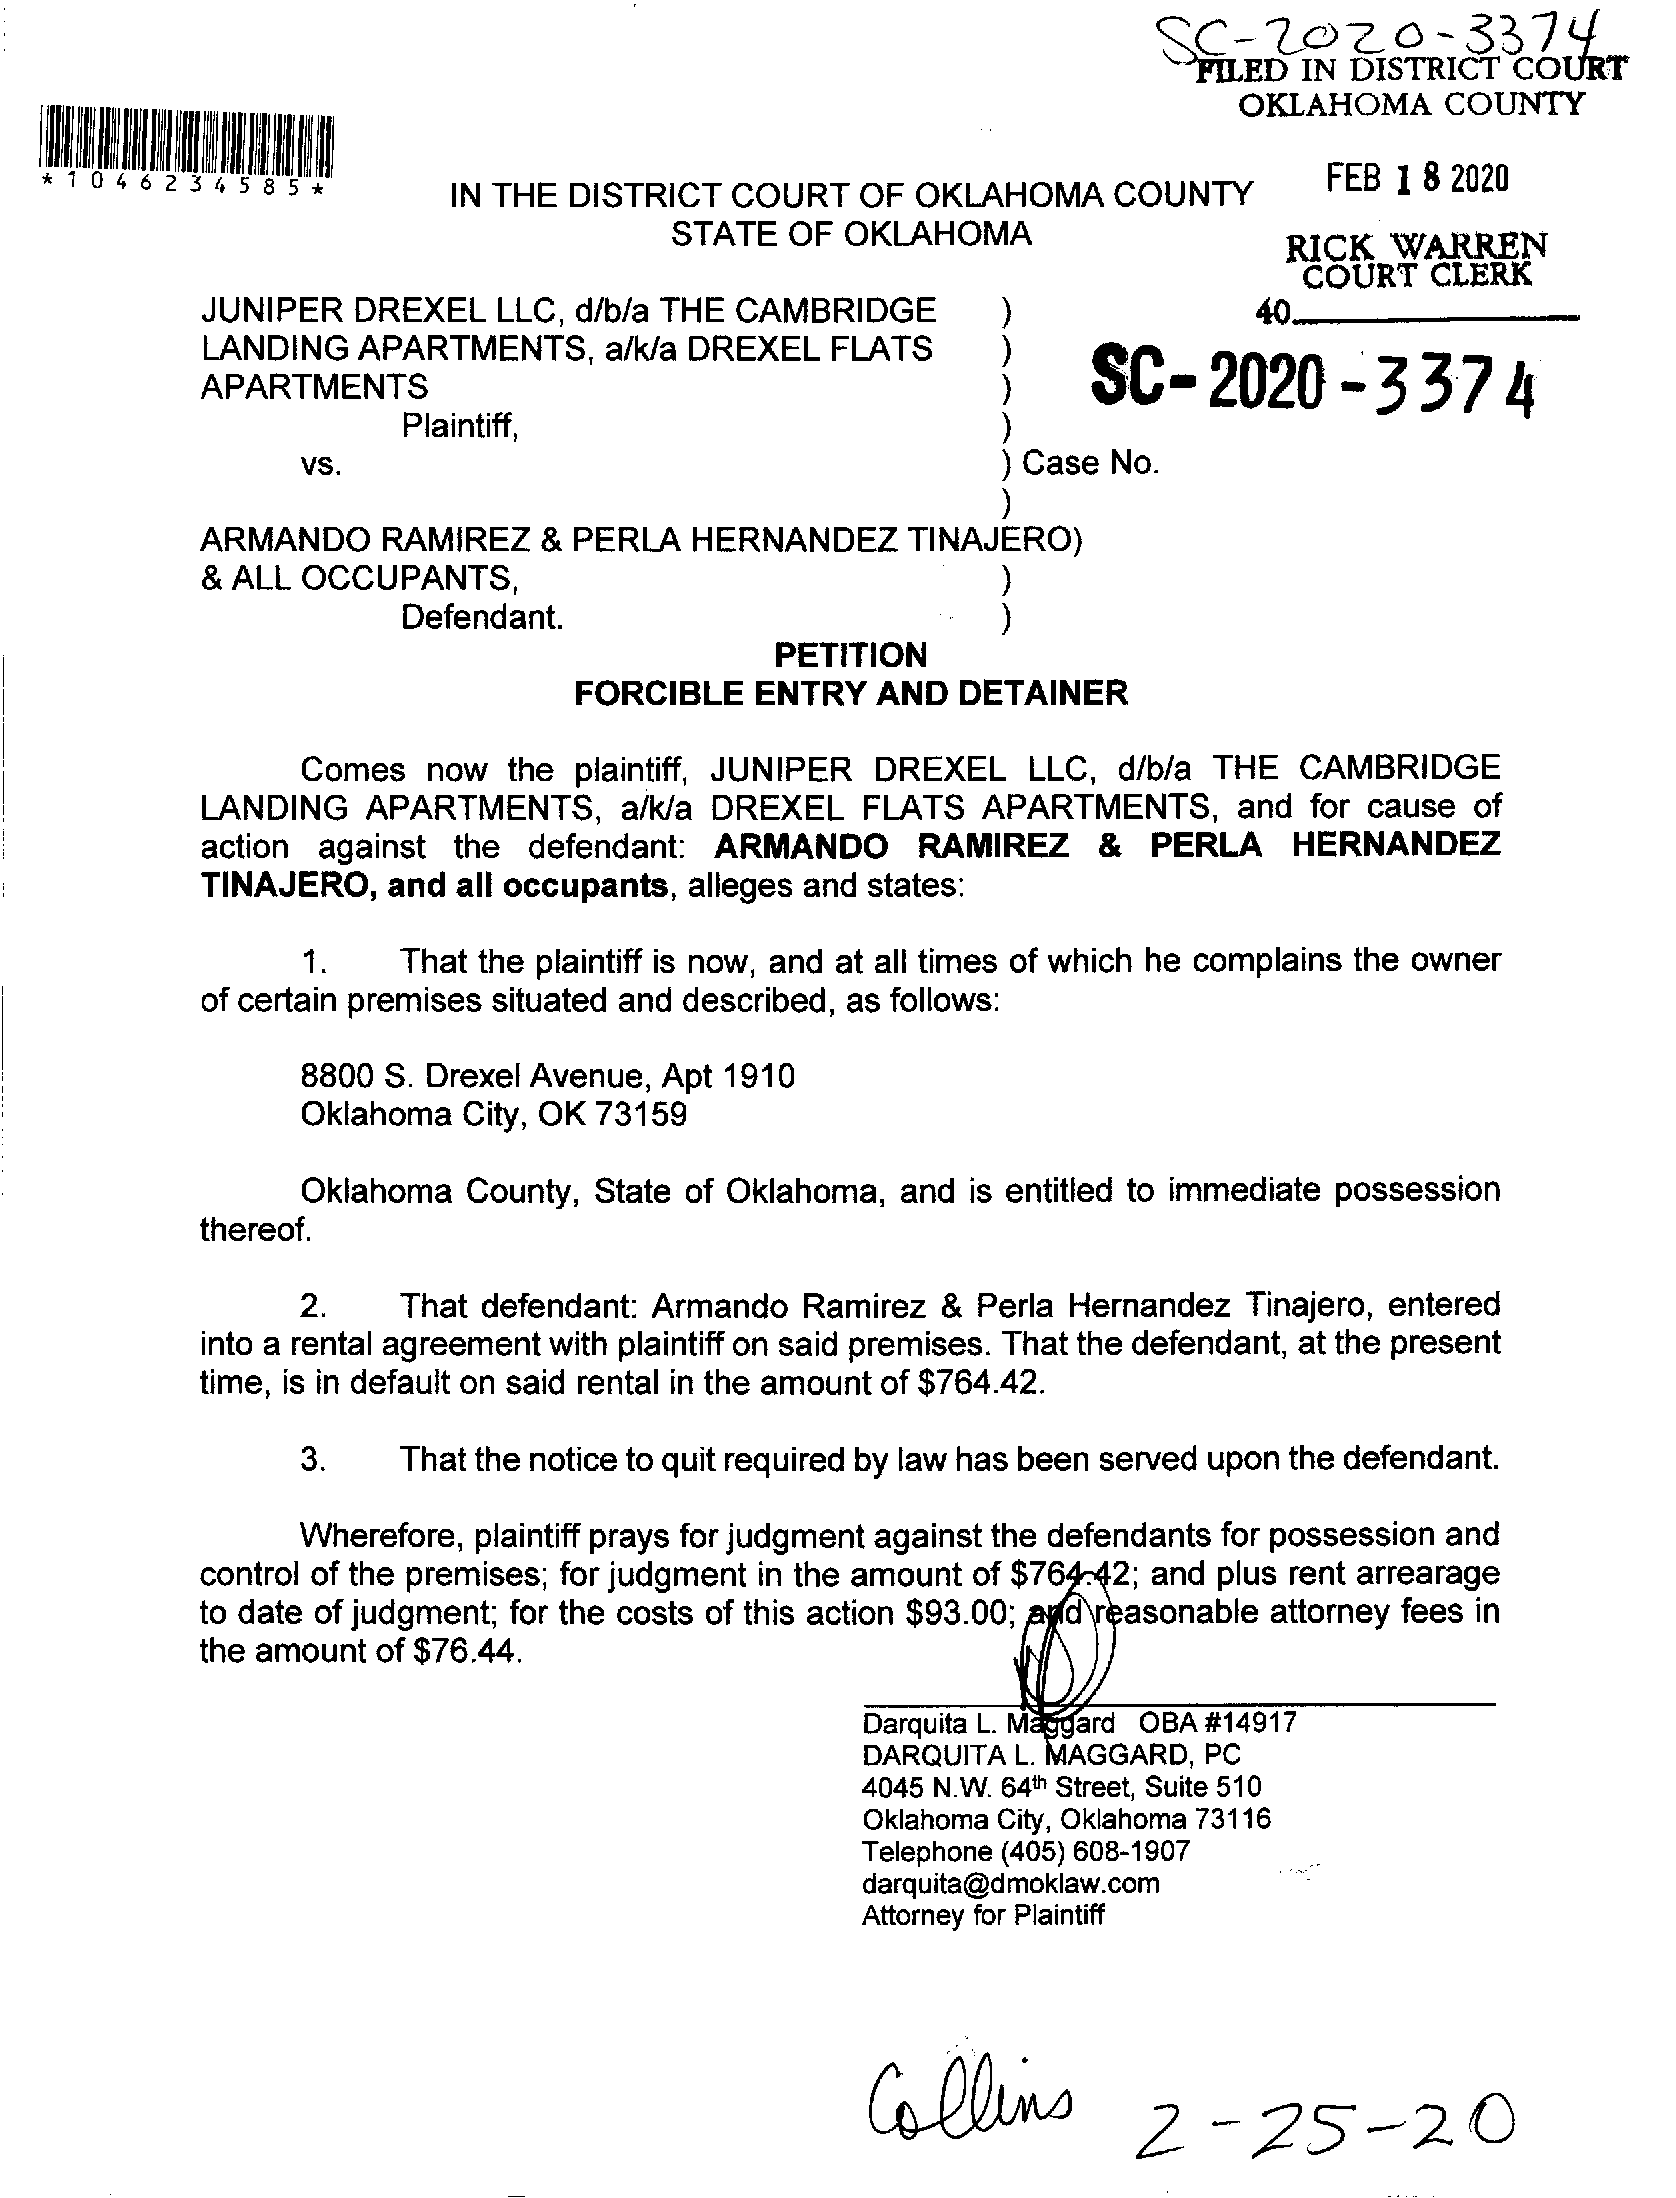 SC-2020-3374
FILED IN DISTRICT COURT
OKLAHOMA COUNTY
*1046234585*
FEB 18 2020
IN THE DISTRICT COURT OF OKLAHOMA COUNTY
STATE OF OKLAHOMA
RICK WARREN
COURT CLERK
40
JUNIPER DREXEL LLC, d/b/a THE CAMBRIDGE )
LANDING APARTMENTS, a/k/a DREXEL FLATS )
APARTMENTS )
SC-2020-3374
Plaintiff, )
vs. ) Case No.
)
ARMANDO RAMIREZ & PERLA HERNANDEZ TINAJERO)
& ALL OCCUPANTS, )
Defendant. )
PETITION
FORCIBLE ENTRY AND DETAINER
Comes now the plaintiff, JUNIPER DREXEL LLC, d/b/a THE CAMBRIDGE
LANDING APARTMENTS, a/k/a DREXEL FLATS APARTMENTS, and for cause of
action against the defendant: ARMANDO RAMIREZ & PERLA HERNANDEZ
TINAJERO, and all occupants, alleges and states:
1. That the plaintiff is now, and at all times of which he complains the owner
of certain premises situated and described, as follows:
8800 S. Drexel Avenue, Apt 1910
Oklahoma City, OK 73159
Oklahoma County, State of Oklahoma, and is entitled to immediate possession
thereof.
2. That defendant: Armando Ramirez & Perla Hernandez Tinajero, entered
into a rental agreement with plaintiff on said premises. That the defendant, at the present
time, is in default on said rental in the amount of $764.42.
3. That the notice to quit required by law has been served upon the defendant.
Wherefore, plaintiff prays for judgment against the defendants for possession and
control of the premises; for judgment in the amount of $764.42; and plus rent arrearage
to date of judgment; for the costs of this action $93.00; and reasonable attorney fees in
the amount of $76.44.
Darquita L. Maggard OBA #14917
DARQUITA L. MAGGARD, PC
4045 N.W. 64th Street, Suite 510
Oklahoma City, Oklahoma 73116
Telephone (405) 608-1907
darquita@dmoklaw.com
Attorney for Plaintiff
Collins 2-25-20